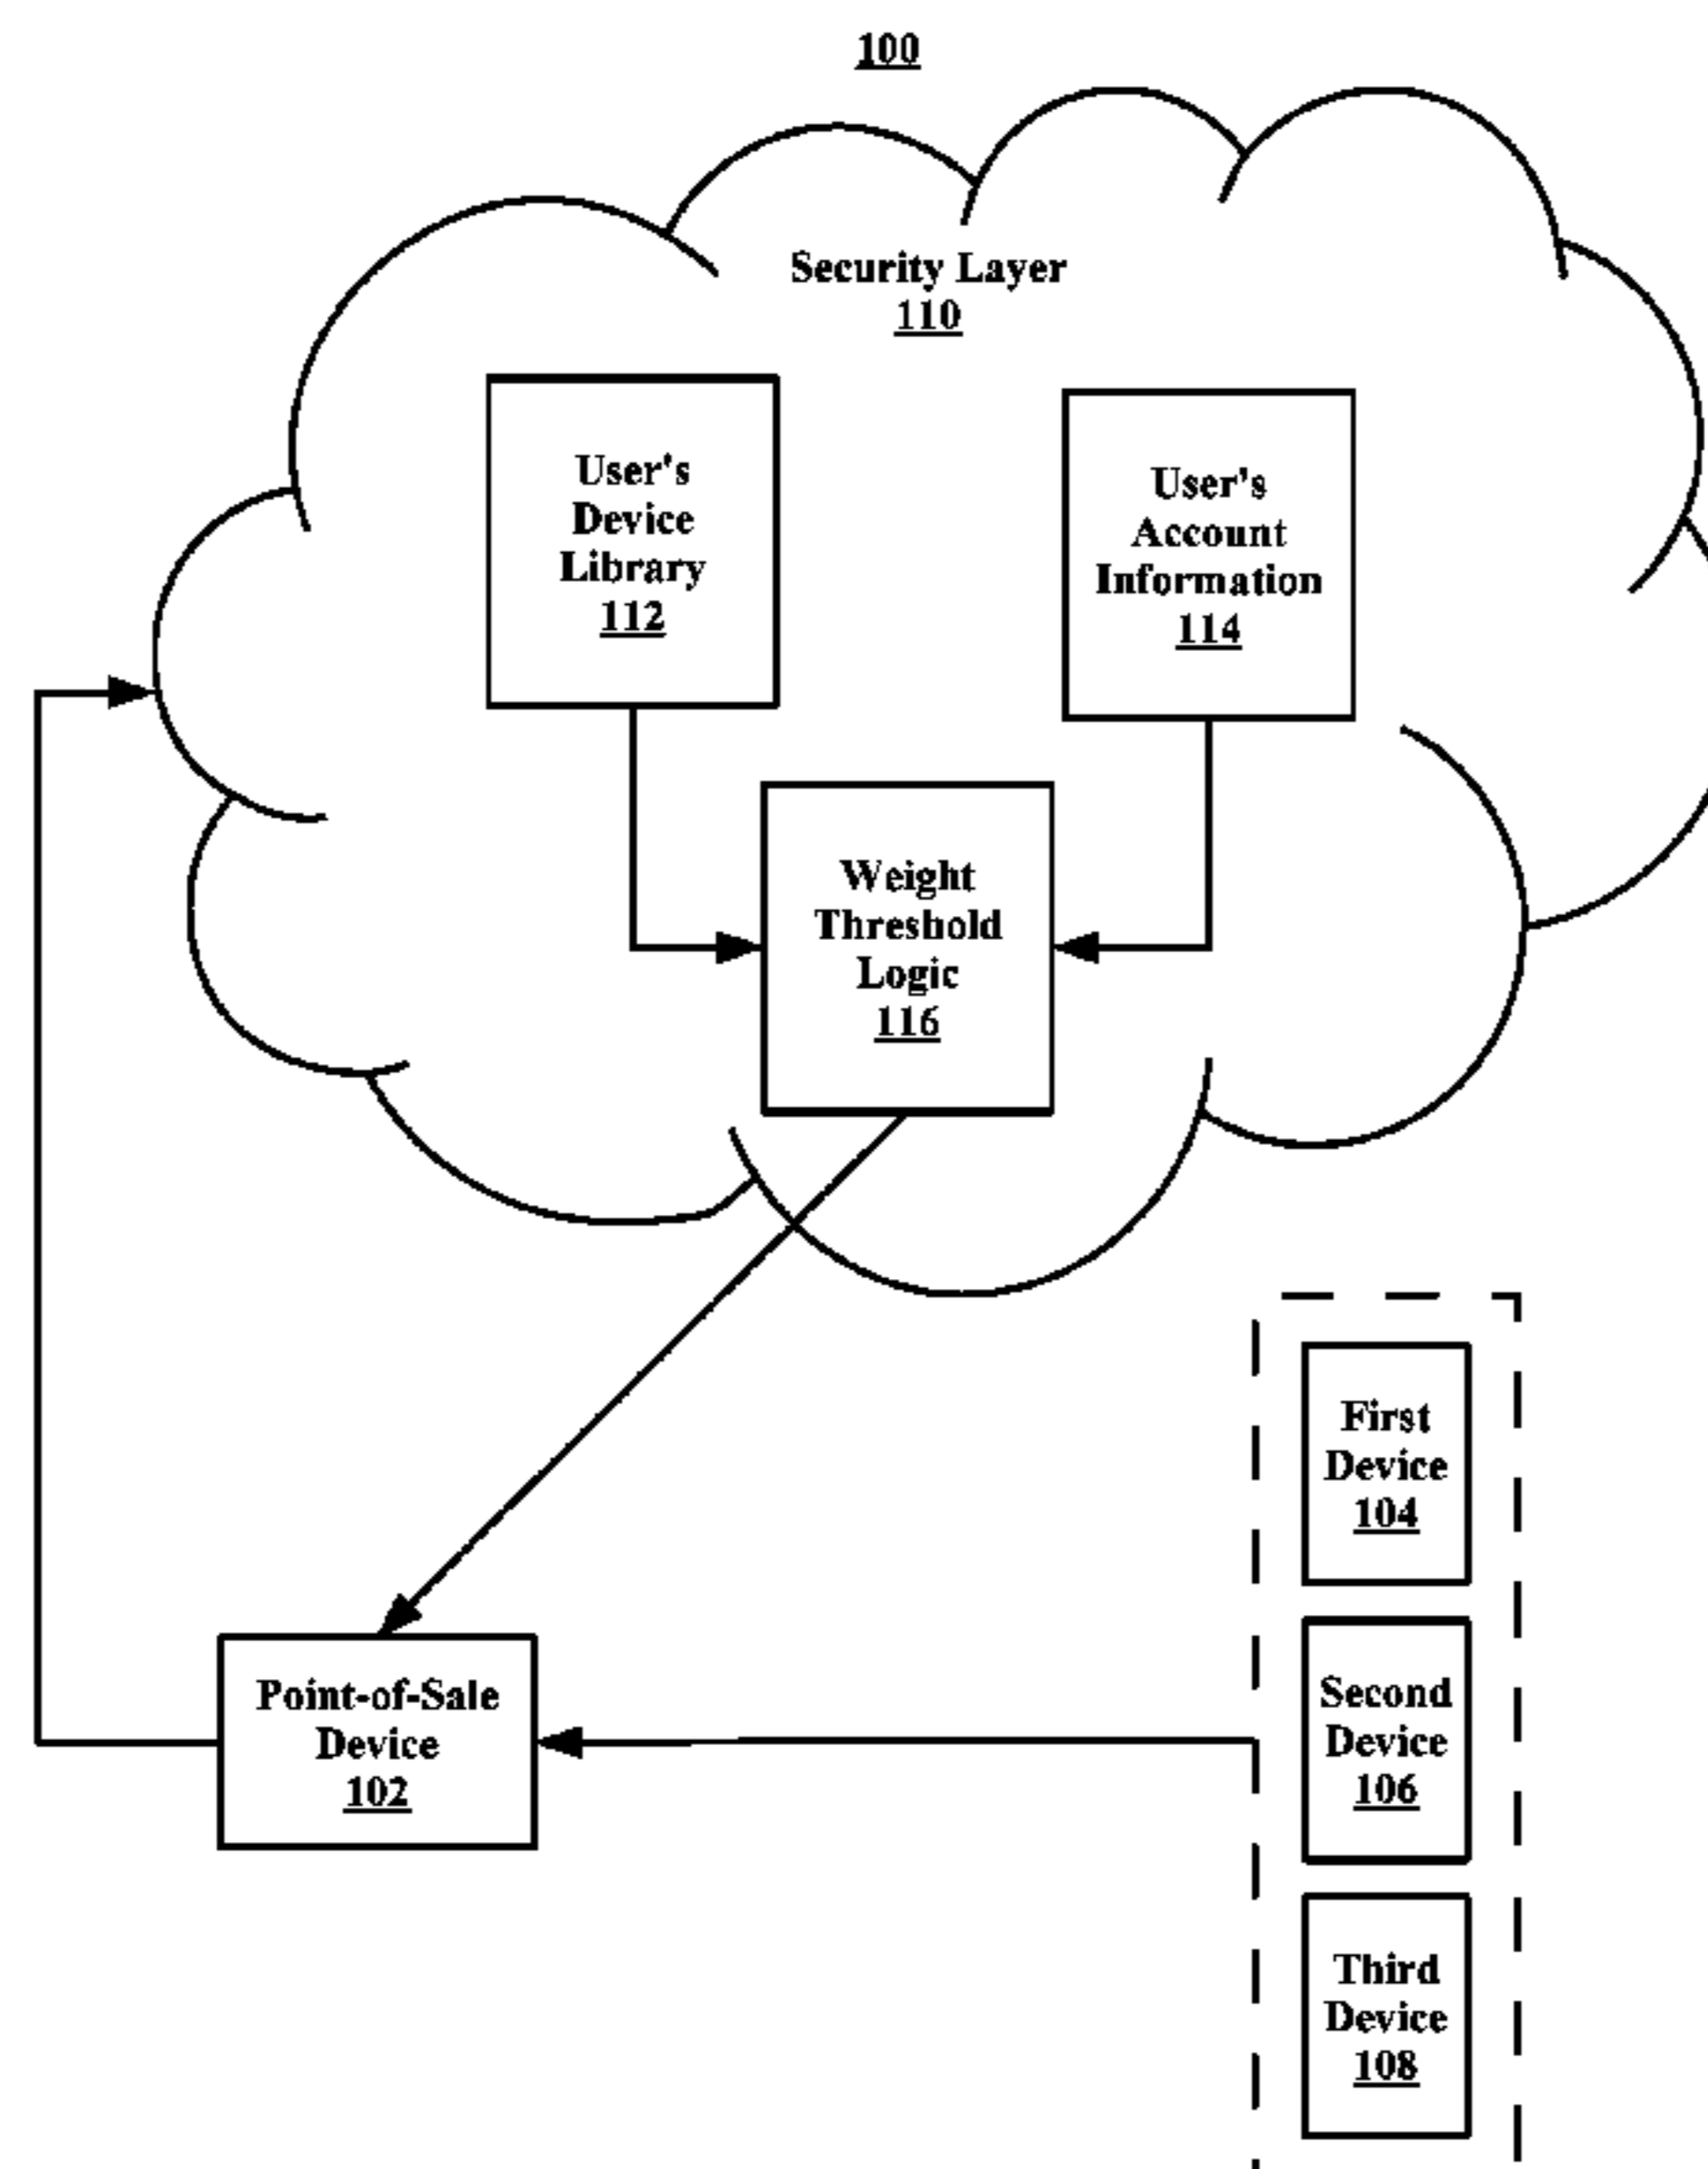 100
Security Layer
110
User's
Device
Library
112
User's
Account
Information
114
Weight
Threshold
Logic
116
First
Device
104
Second
Device
106
Third
Device
108
Point-of-Sale
Device
102